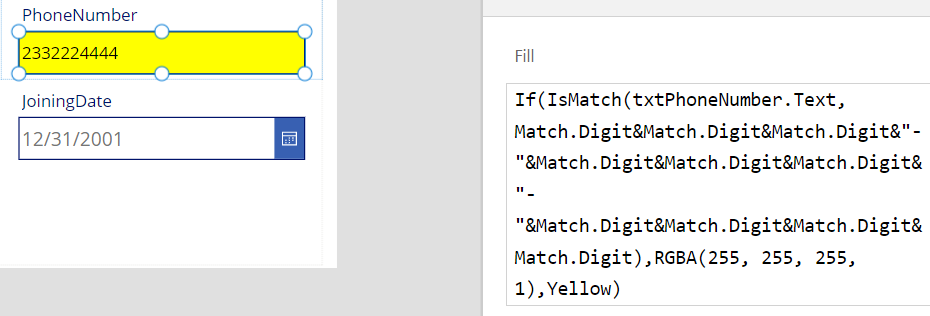 PhoneNumber
2332224444
JoiningDate
12/31/2001
Fill
If(IsMatch(txtPhoneNumber.Text,
Match.Digit&Match.Digit&Match.Digit&"-
"&Match.Digit&Match.Digit&Match.Digit&
"-
"&Match.Digit&Match.Digit&Match.Digit&
Match.Digit),RGBA(255, 255, 255,
1),Yellow)